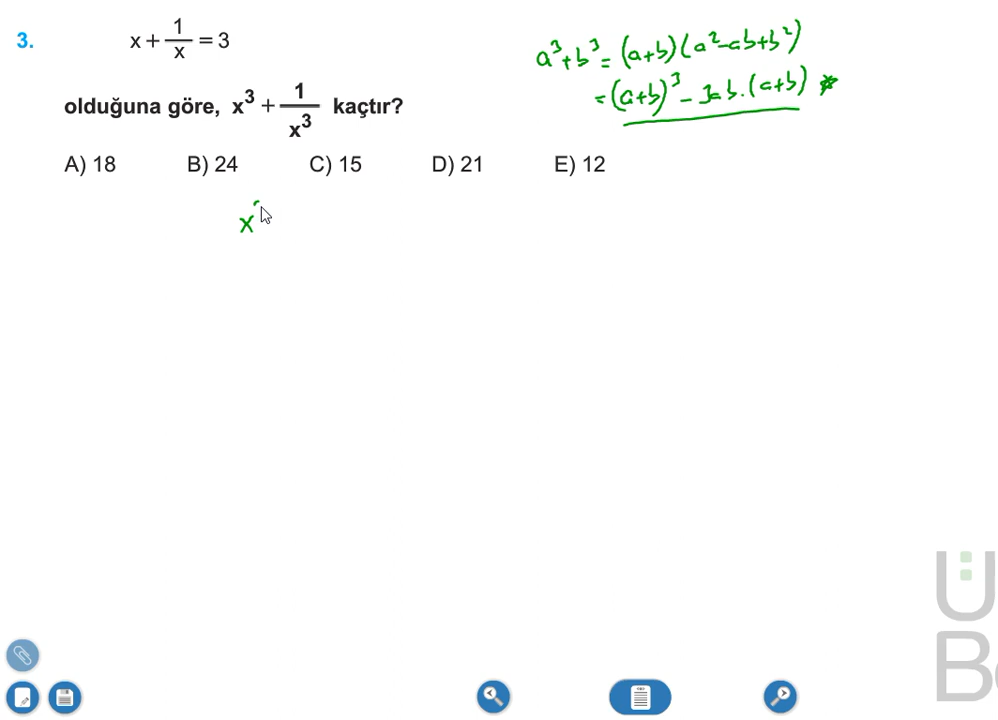 3. x + 1/x = 3
a³+b³ = (a+b)(a²-ab+b²)
= (a+b)³ - 3ab.(a+b) *
olduğuna göre, x³ + 1/x³ kaçtır?
A) 18 B) 24 C) 15 D) 21 E) 12
x